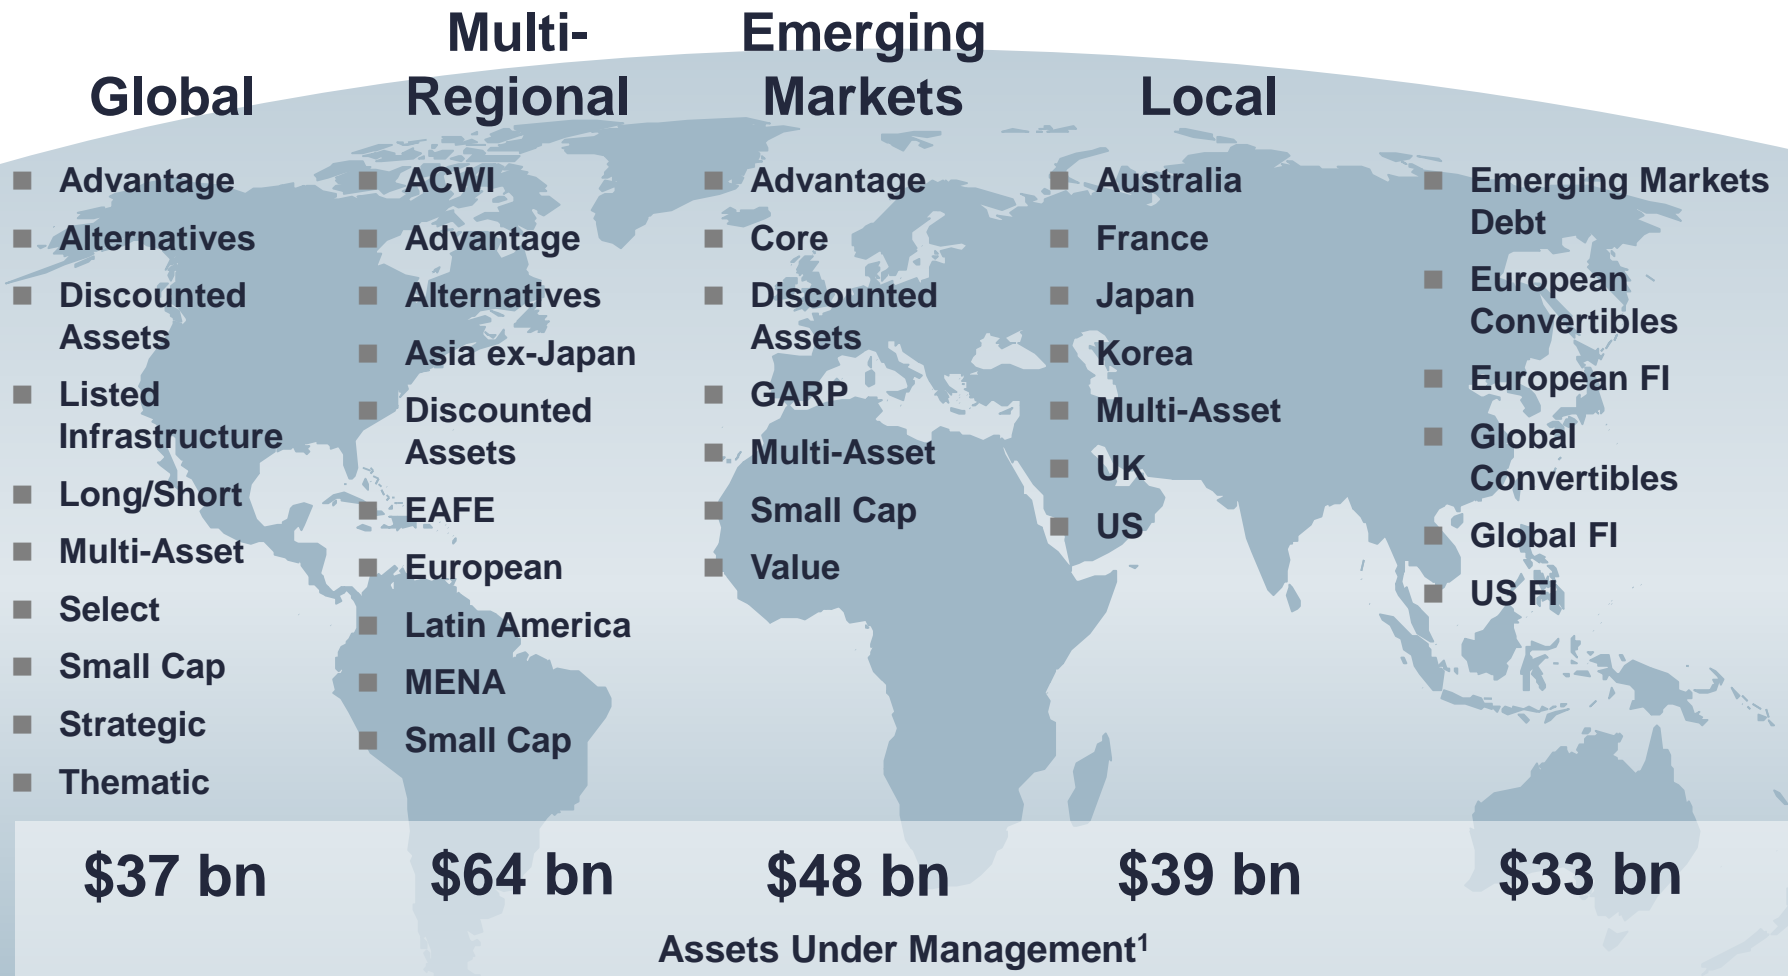 Global
Multi-
Regional
Emerging
Markets
Local
Advantage
Alternatives
Discounted
Assets
Listed
Infrastructure
Long/Short
Multi-Asset
Select
Small Cap
Strategic
Thematic
ACWI
Advantage
Alternatives
Asia ex-Japan
Discounted
Assets
EAFE
European
Latin America
MENA
Small Cap
Advantage
Core
Discounted
Assets
GARP
Multi-Asset
Small Cap
Value
Australia
France
Japan
Korea
Multi-Asset
UK
US
Emerging Markets
Debt
European
Convertibles
European FI
Global
Convertibles
Global FI
US FI
$37 bn
$64 bn
$48 bn
$39 bn
$33 bn
Assets Under Management¹